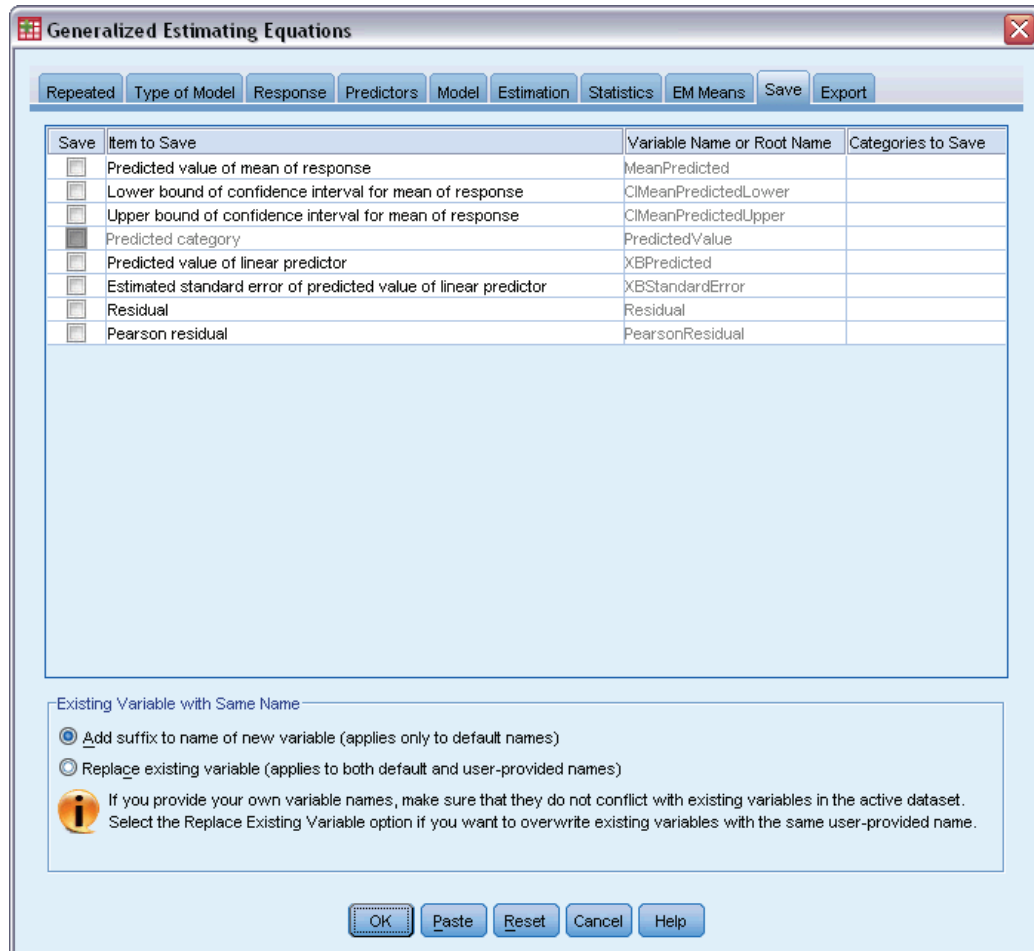 Generalized Estimating Equations
Repeated Type of Model Response Predictors Model Estimation Statistics EM Means Save Export
Save Item to Save Variable Name or Root Name Categories to Save
Predicted value of mean of response MeanPredicted
Lower bound of confidence interval for mean of response CIMeanPredictedLower
Upper bound of confidence interval for mean of response CIMeanPredictedUpper
Predicted category PredictedValue
Predicted value of linear predictor XBPredicted
Estimated standard error of predicted value of linear predictor XBStandardError
Residual Residual
Pearson residual PearsonResidual
Existing Variable with Same Name
Add suffix to name of new variable (applies only to default names)
Replace existing variable (applies to both default and user-provided names)
If you provide your own variable names, make sure that they do not conflict with existing variables in the active dataset.
Select the Replace Existing Variable option if you want to overwrite existing variables with the same user-provided name.
OK Paste Reset Cancel Help